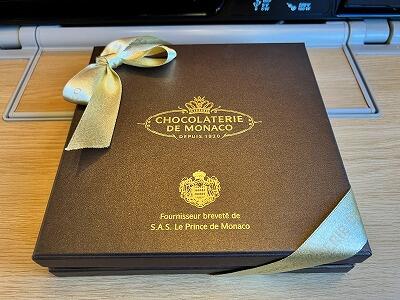 CHOCOLATERIE
DE MONACO
DEPUIS 1920
Fournisseur breveté de
S.A.S. Le Prince de Monaco